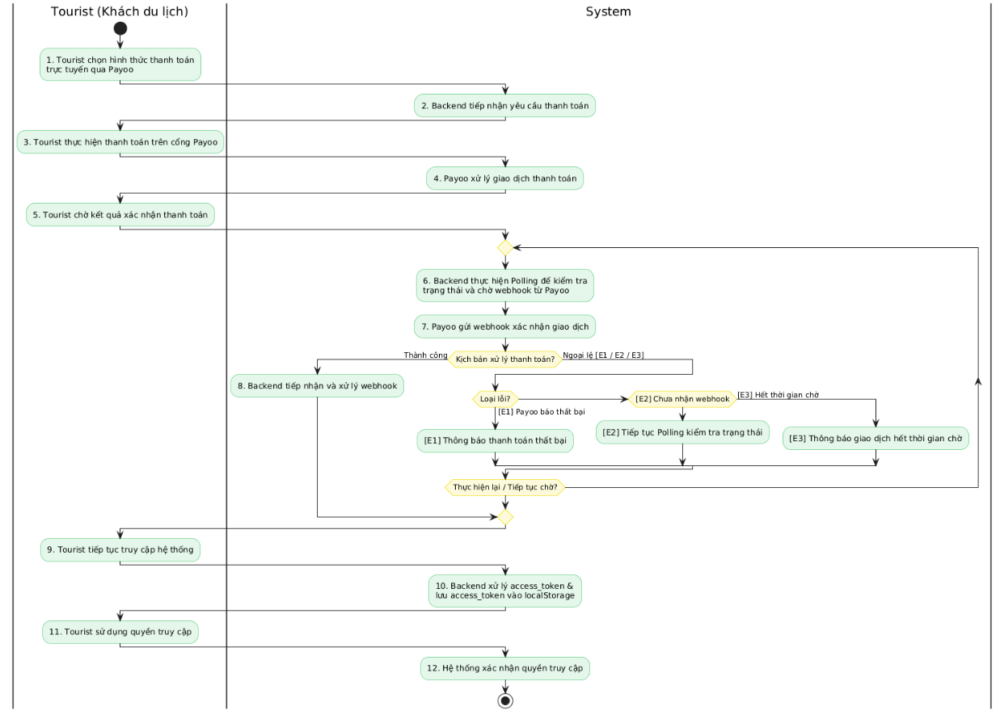 Tourist (Khách du lịch)
System
1. Tourist chọn hình thức thanh toán
trực tuyến qua Payoo
2. Backend tiếp nhận yêu cầu thanh toán
3. Tourist thực hiện thanh toán trên cổng Payoo
4. Payoo xử lý giao dịch thanh toán
5. Tourist chờ kết quả xác nhận thanh toán
6. Backend thực hiện Polling để kiểm tra
trạng thái và chờ webhook từ Payoo
7. Payoo gửi webhook xác nhận giao dịch
Thành công
Kịch bản xử lý thanh toán?
Ngoại lệ [E1 / E2 / E3]
8. Backend tiếp nhận và xử lý webhook
Loại lỗi?
[E2] Chưa nhận webhook
[E3] Hết thời gian chờ
[E1] Payoo báo thất bại
[E1] Thông báo thanh toán thất bại
[E2] Tiếp tục Polling kiểm tra trạng thái
[E3] Thông báo giao dịch hết thời gian chờ
Thực hiện lại / Tiếp tục chờ?
9. Tourist tiếp tục truy cập hệ thống
10. Backend xử lý access_token &
lưu access_token vào localStorage
11. Tourist sử dụng quyền truy cập
12. Hệ thống xác nhận quyền truy cập